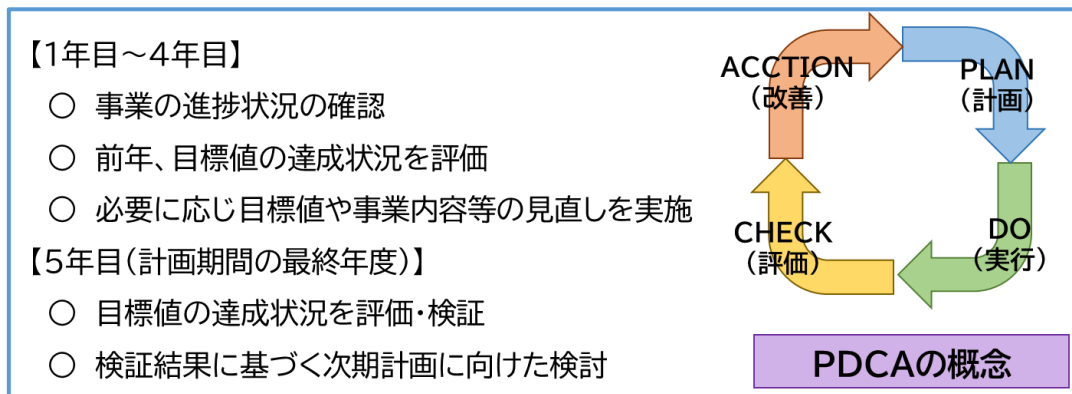 【1年目～4年目】
○ 事業の進捗状況の確認
○ 前年、目標値の達成状況を評価
○ 必要に応じ目標値や事業内容等の見直しを実施
【5年目(計画期間の最終年度)】
○ 目標値の達成状況を評価・検証
○ 検証結果に基づく次期計画に向けた検討
ACCTION
(改善)
PLAN
(計画)
CHECK
(評価)
DO
(実行)
PDCAの概念